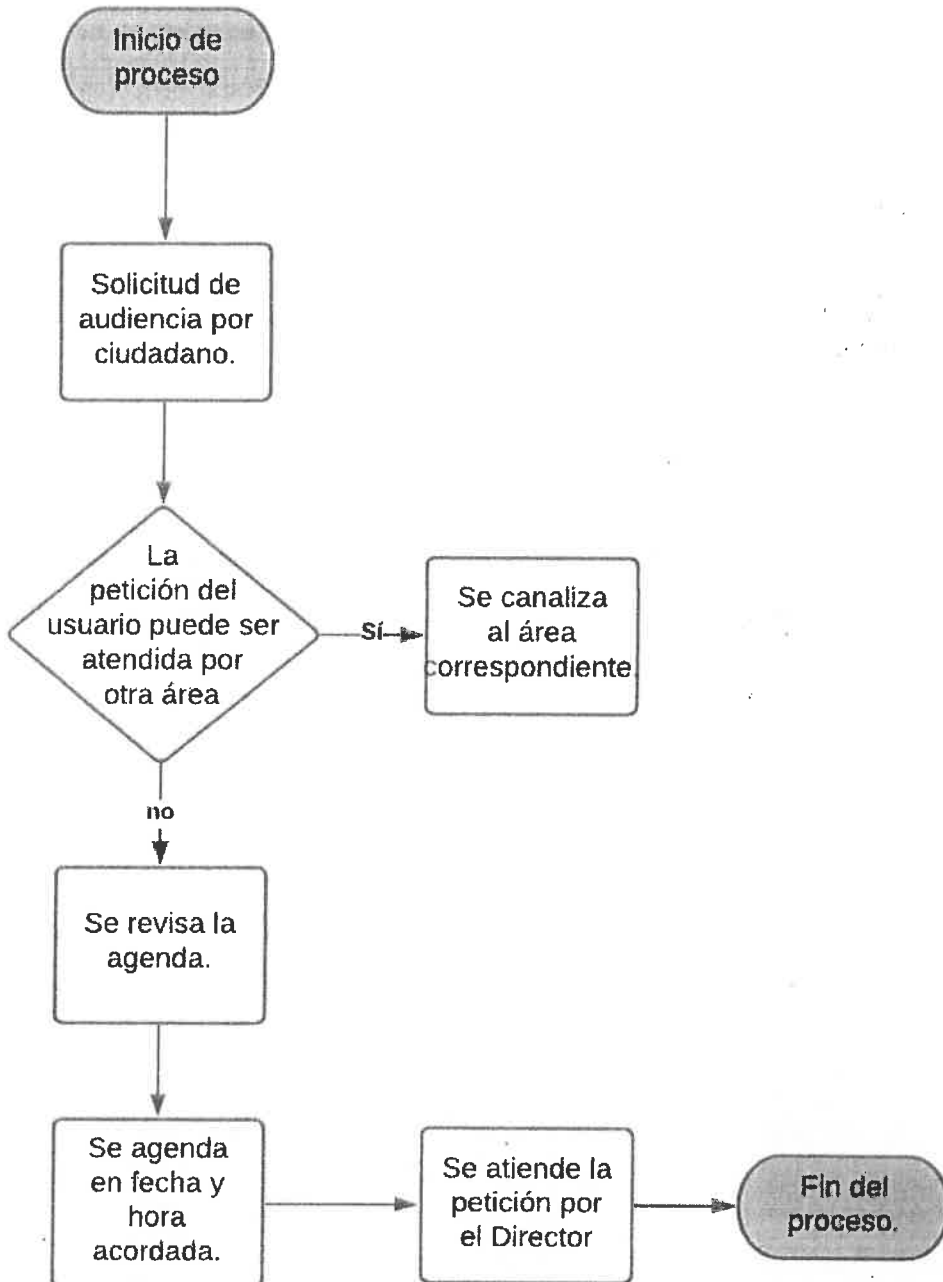 Inicio de
proceso
Solicitud de
audiencia por
ciudadano.
La
petición del
usuario puede ser
atendida por
otra área
Sí
Se canaliza
al área
correspondiente
no
Se revisa la
agenda.
Se agenda
en fecha y
hora
acordada.
Se atiende la
petición por
el Director
Fin del
proceso.